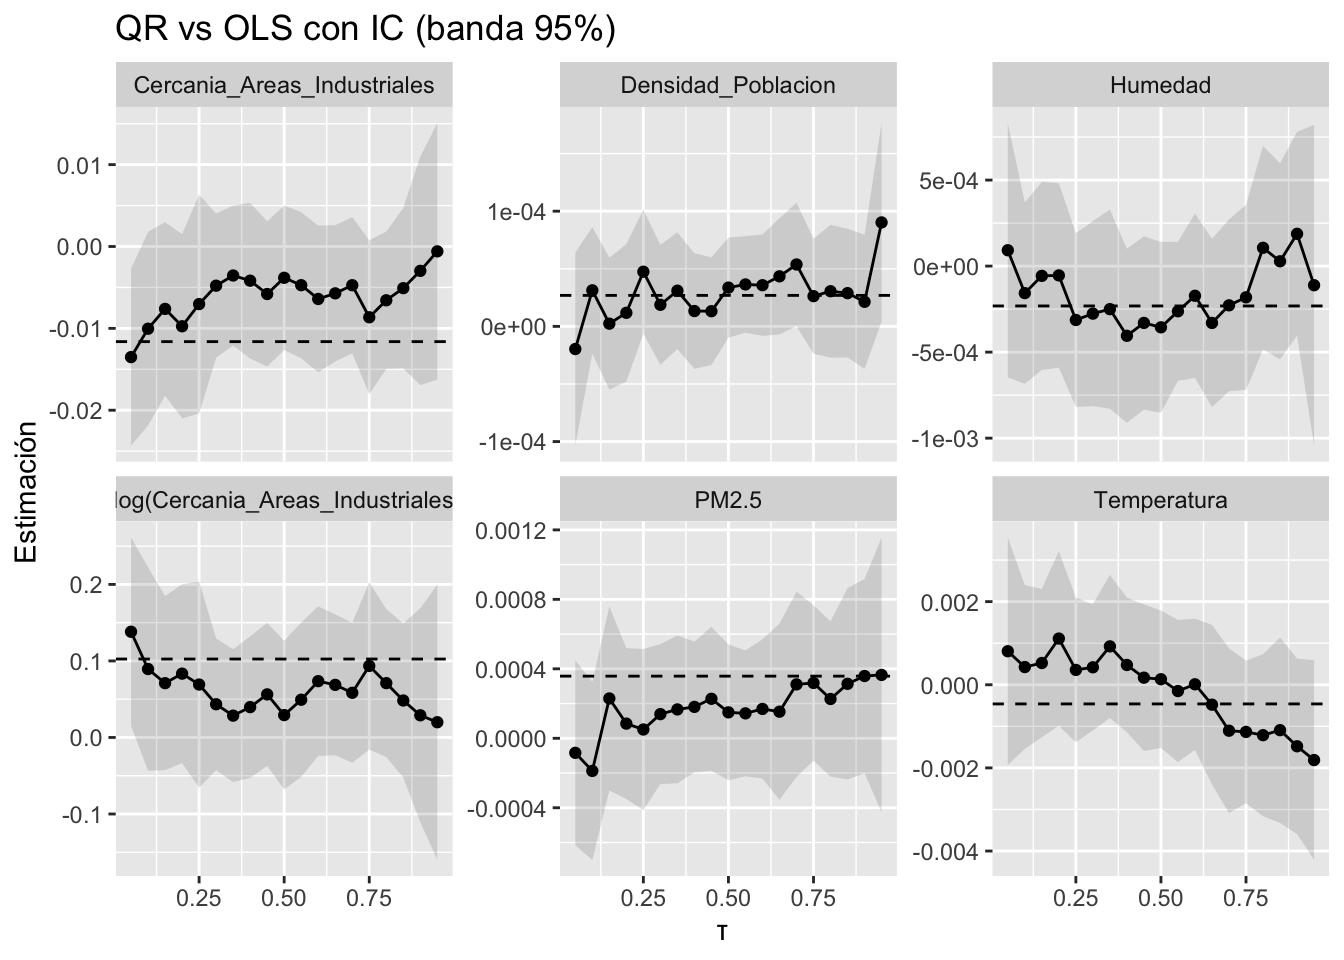 QR vs OLS con IC (banda 95%)
Cercania_Areas_Industriales
Densidad_Poblacion
Humedad
0.01
0.00
-0.01
-0.02
1e-04
0e+00
-1e-04
5e-04
0e+00
-5e-04
-1e-03
Estimación
log(Cercania_Areas_Industriales
PM2.5
Temperatura
0.2
0.1
0.0
-0.1
0.0012
0.0008
0.0004
0.0000
-0.0004
0.002
0.000
-0.002
-0.004
0.25 0.50 0.75
0.25 0.50 0.75
0.25 0.50 0.75
τ